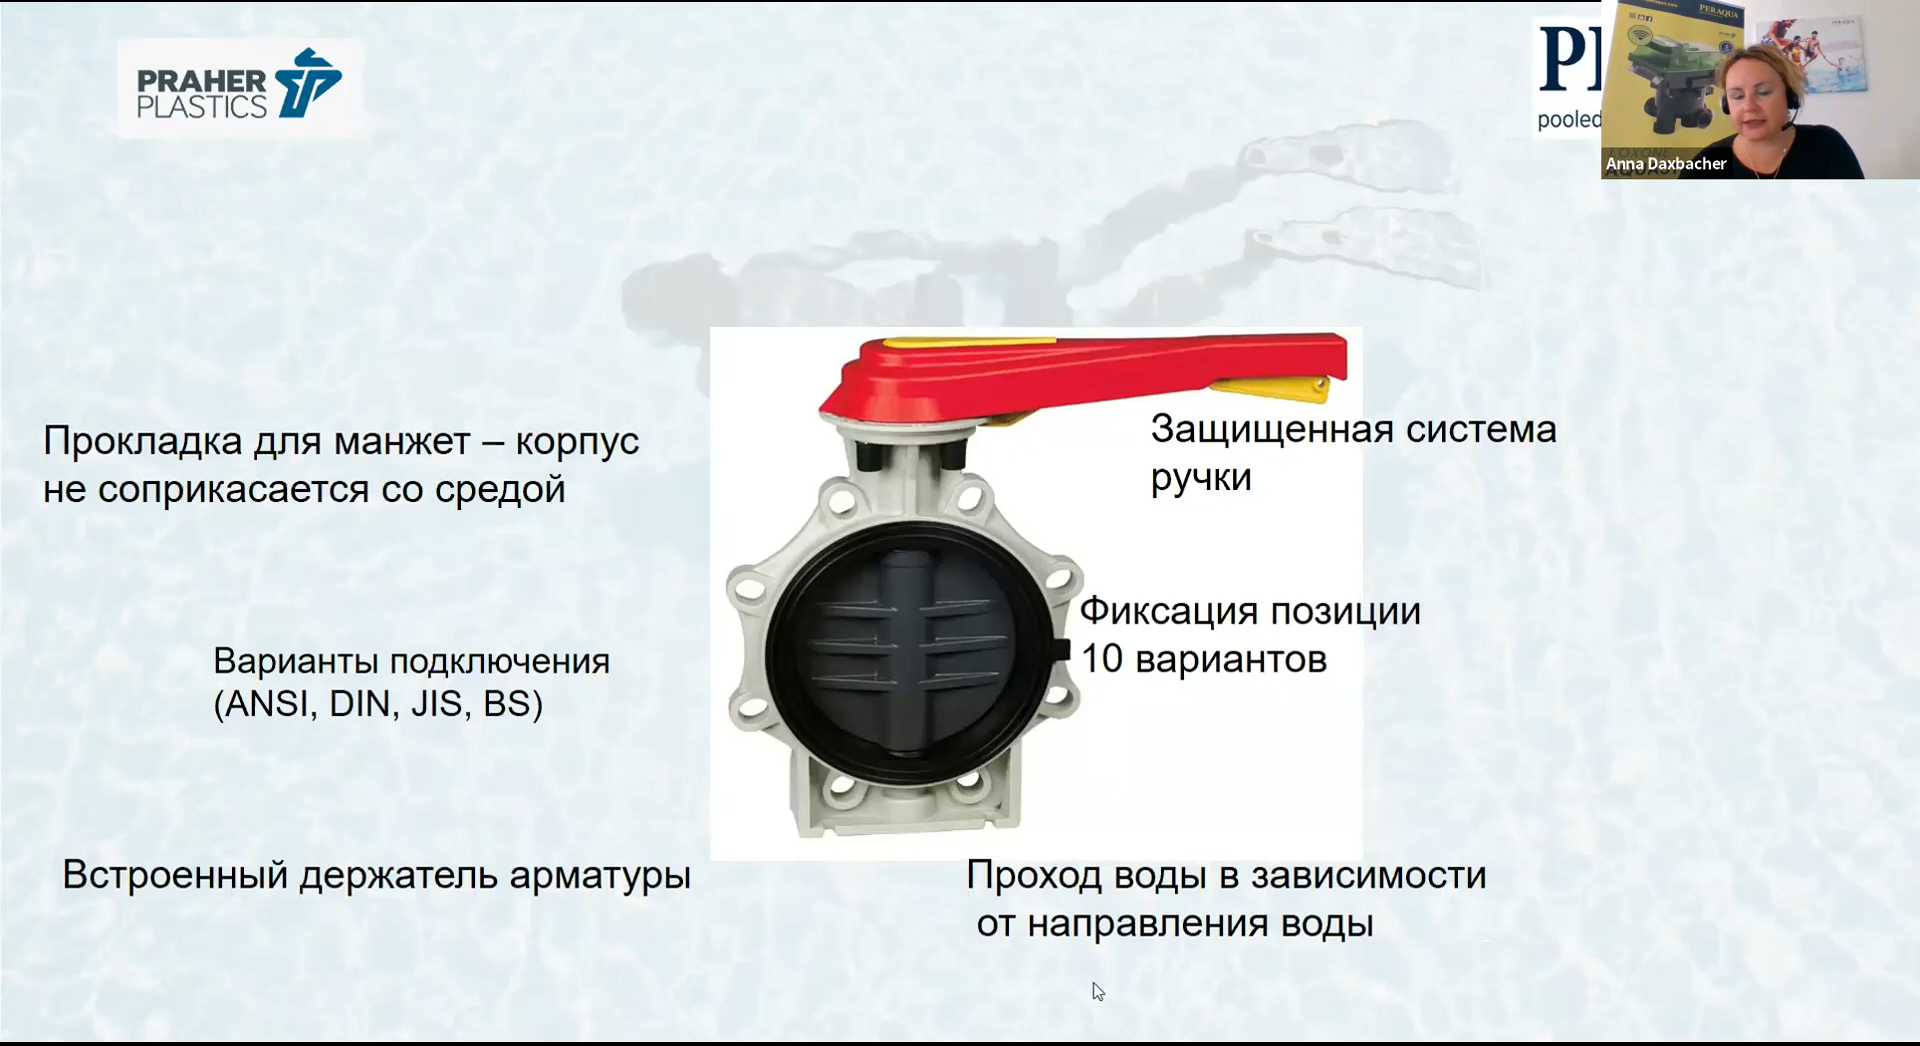 PRAHER
PLASTICS
PERAQUA
Anna Daxbacher
Прокладка для манжет – корпус
не соприкасается со средой
Защищенная система
ручки
Варианты подключения
(ANSI, DIN, JIS, BS)
Фиксация позиции
10 вариантов
Встроенный держатель арматуры
Проход воды в зависимости
от направления воды